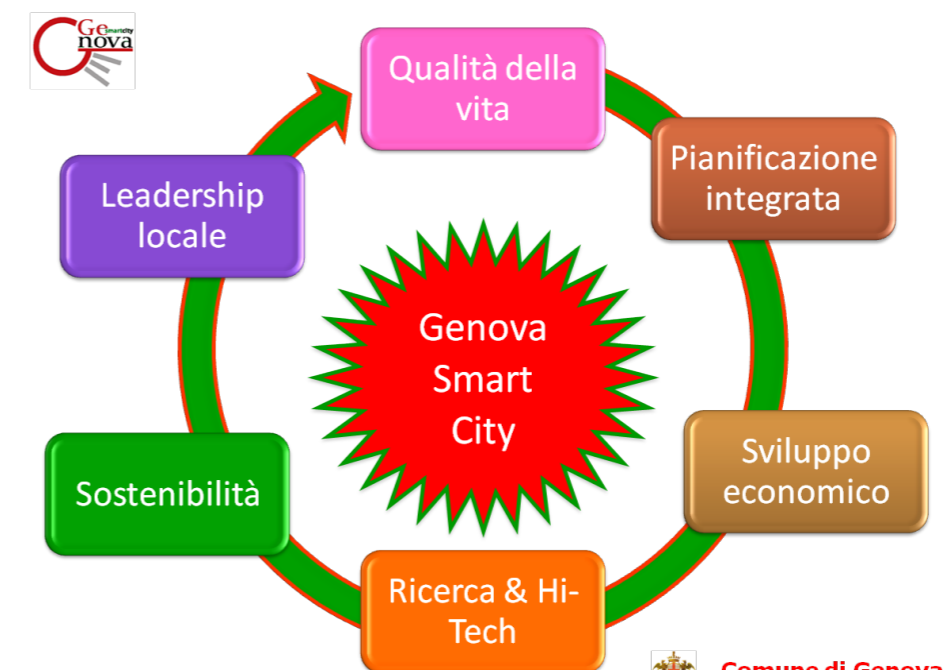 Genova
smartcity
Qualità della
vita
Pianificazione
integrata
Leadership
locale
Genova
Smart
City
Sviluppo
economico
Sostenibilità
Ricerca & Hi-
Tech
Comune di Genova